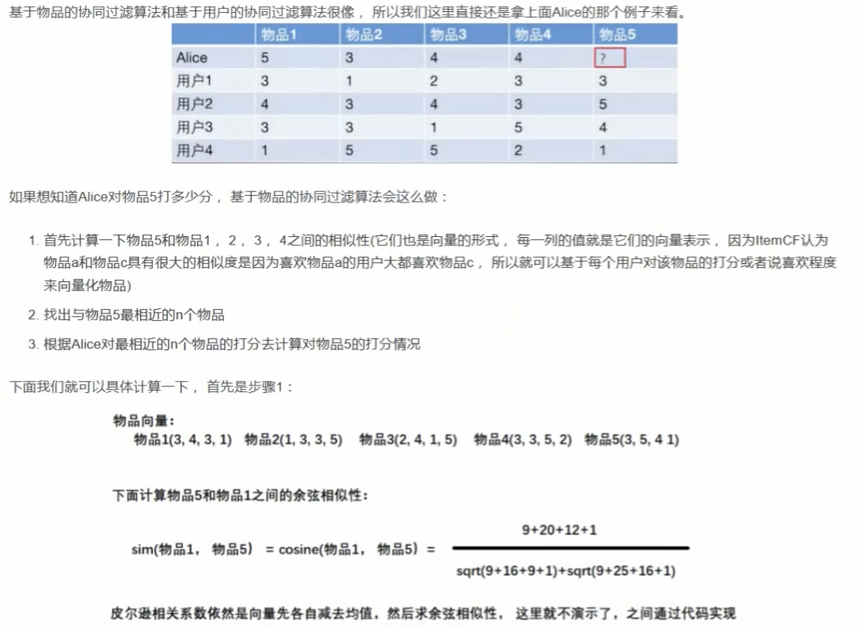 基于物品的协同过滤算法和基于用户的协同过滤算法很像，所以我们这里直接还是拿上面Alice的那个例子来看。
物品1 物品2 物品3 物品4 物品5
Alice 5 3 4 4 ?
用户1 3 1 2 3 3
用户2 4 3 4 3 5
用户3 3 3 1 5 4
用户4 1 5 5 2 1
如果想知道Alice对物品5打多少分，基于物品的协同过滤算法会这么做：
1. 首先计算一下物品5和物品1，2，3，4之间的相似性(它们也是向量的形式，每一列的值就是它们的向量表示，因为ItemCF认为
物品a和物品c具有很大的相似度是因为喜欢物品a的用户大都喜欢物品c，所以就可以基于每个用户对该物品的打分或者说喜欢程度
来向量化物品)
2. 找出与物品5最相近的n个物品
3. 根据Alice对最相近的n个物品的打分去计算对物品5的打分情况
下面我们就可以具体计算一下，首先是步骤1：
物品向量：
物品1(3, 4, 3, 1) 物品2(1, 3, 3, 5) 物品3(2, 4, 1, 5) 物品4(3, 3, 5, 2) 物品5(3, 5, 4 1)
下面计算物品5和物品1之间的余弦相似性：
9+20+12+1
sim(物品1， 物品5) = cosine(物品1， 物品5) =
sqrt(9+16+9+1)+sqrt(9+25+16+1)
皮尔逊相关系数依然是向量先各自减去均值，然后求余弦相似性， 这里就不演示了，之间通过代码实现